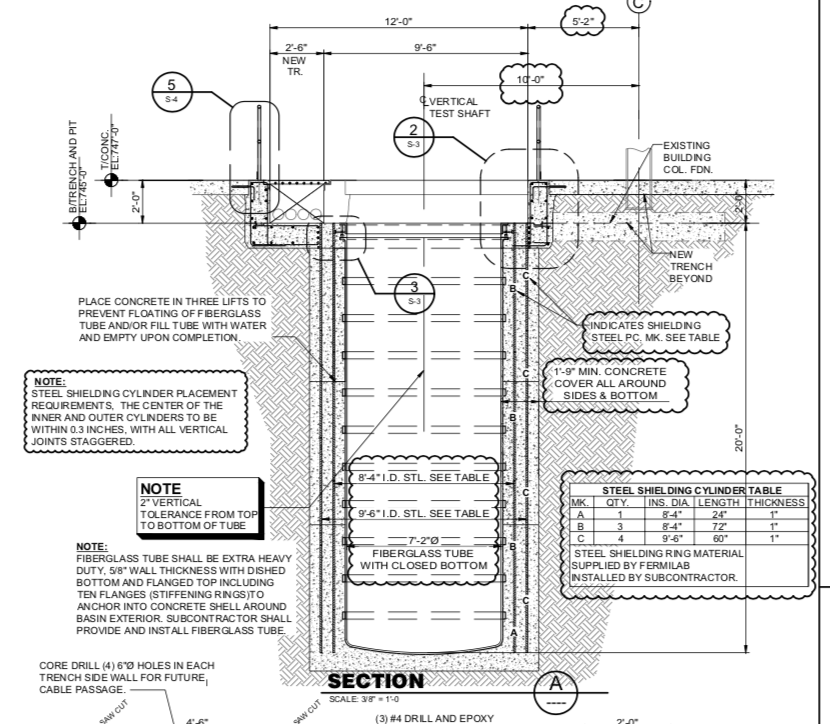 C
12'-0"
5'-2"
2'-6"
NEW
TR.
9'-6"
10'-0"
5
S-4
℄ VERTICAL
TEST SHAFT
2
S-3
B/TRENCH AND PIT
EL:745'-0"
T/CONC.
EL:747'-0"
EXISTING
BUILDING
COL. FDN.
2'-0"
2'-0"
NEW
TRENCH
BEYOND
3
S-3
C
B
PLACE CONCRETE IN THREE LIFTS TO
PREVENT FLOATING OF FIBERGLASS
TUBE AND/OR FILL TUBE WITH WATER
AND EMPTY UPON COMPLETION
INDICATES SHIELDING
STEEL PC. MK. SEE TABLE
C
1'-9" MIN. CONCRETE
COVER ALL AROUND
SIDES & BOTTOM
NOTE:
STEEL SHIELDING CYLINDER PLACEMENT
REQUIREMENTS, THE CENTER OF THE
INNER AND OUTER CYLINDERS TO BE
WITHIN 0.3 INCHES, WITH ALL VERTICAL
JOINTS STAGGERED.
B
20'-0"
NOTE
2" VERTICAL
TOLERANCE FROM TOP
TO BOTTOM OF TUBE
8'-4" I.D. STL. SEE TABLE
C
9'-6" I.D. STL. SEE TABLE
7'-2"Ø
FIBERGLASS TUBE
WITH CLOSED BOTTOM
B
STEEL SHIELDING CYLINDER TABLE
MK. QTY. INS. DIA. LENGTH THICKNESS
A 1 8'-4" 24" 1"
B 3 8'-4" 72" 1"
C 4 9'-6" 60" 1"
STEEL SHIELDING RING MATERIAL
SUPPLIED BY FERMILAB
INSTALLED BY SUBCONTRACTOR.
NOTE:
FIBERGLASS TUBE SHALL BE EXTRA HEAVY
DUTY, 5/8" WALL THICKNESS WITH DISHED
BOTTOM AND FLANGED TOP INCLUDING
TEN FLANGES (STIFFENING RINGS)TO
ANCHOR INTO CONCRETE SHELL AROUND
BASIN EXTERIOR. SUBCONTRACTOR SHALL
PROVIDE AND INSTALL FIBERGLASS TUBE.
C
A
CORE DRILL (4) 6"Ø HOLES IN EACH
TRENCH SIDE WALL FOR FUTURE
CABLE PASSAGE.
SECTION
SCALE: 3/8" = 1'-0
A
----
SAW CUT
4'-6"
SAW CUT
(3) #4 DRILL AND EPOXY
2'-0"